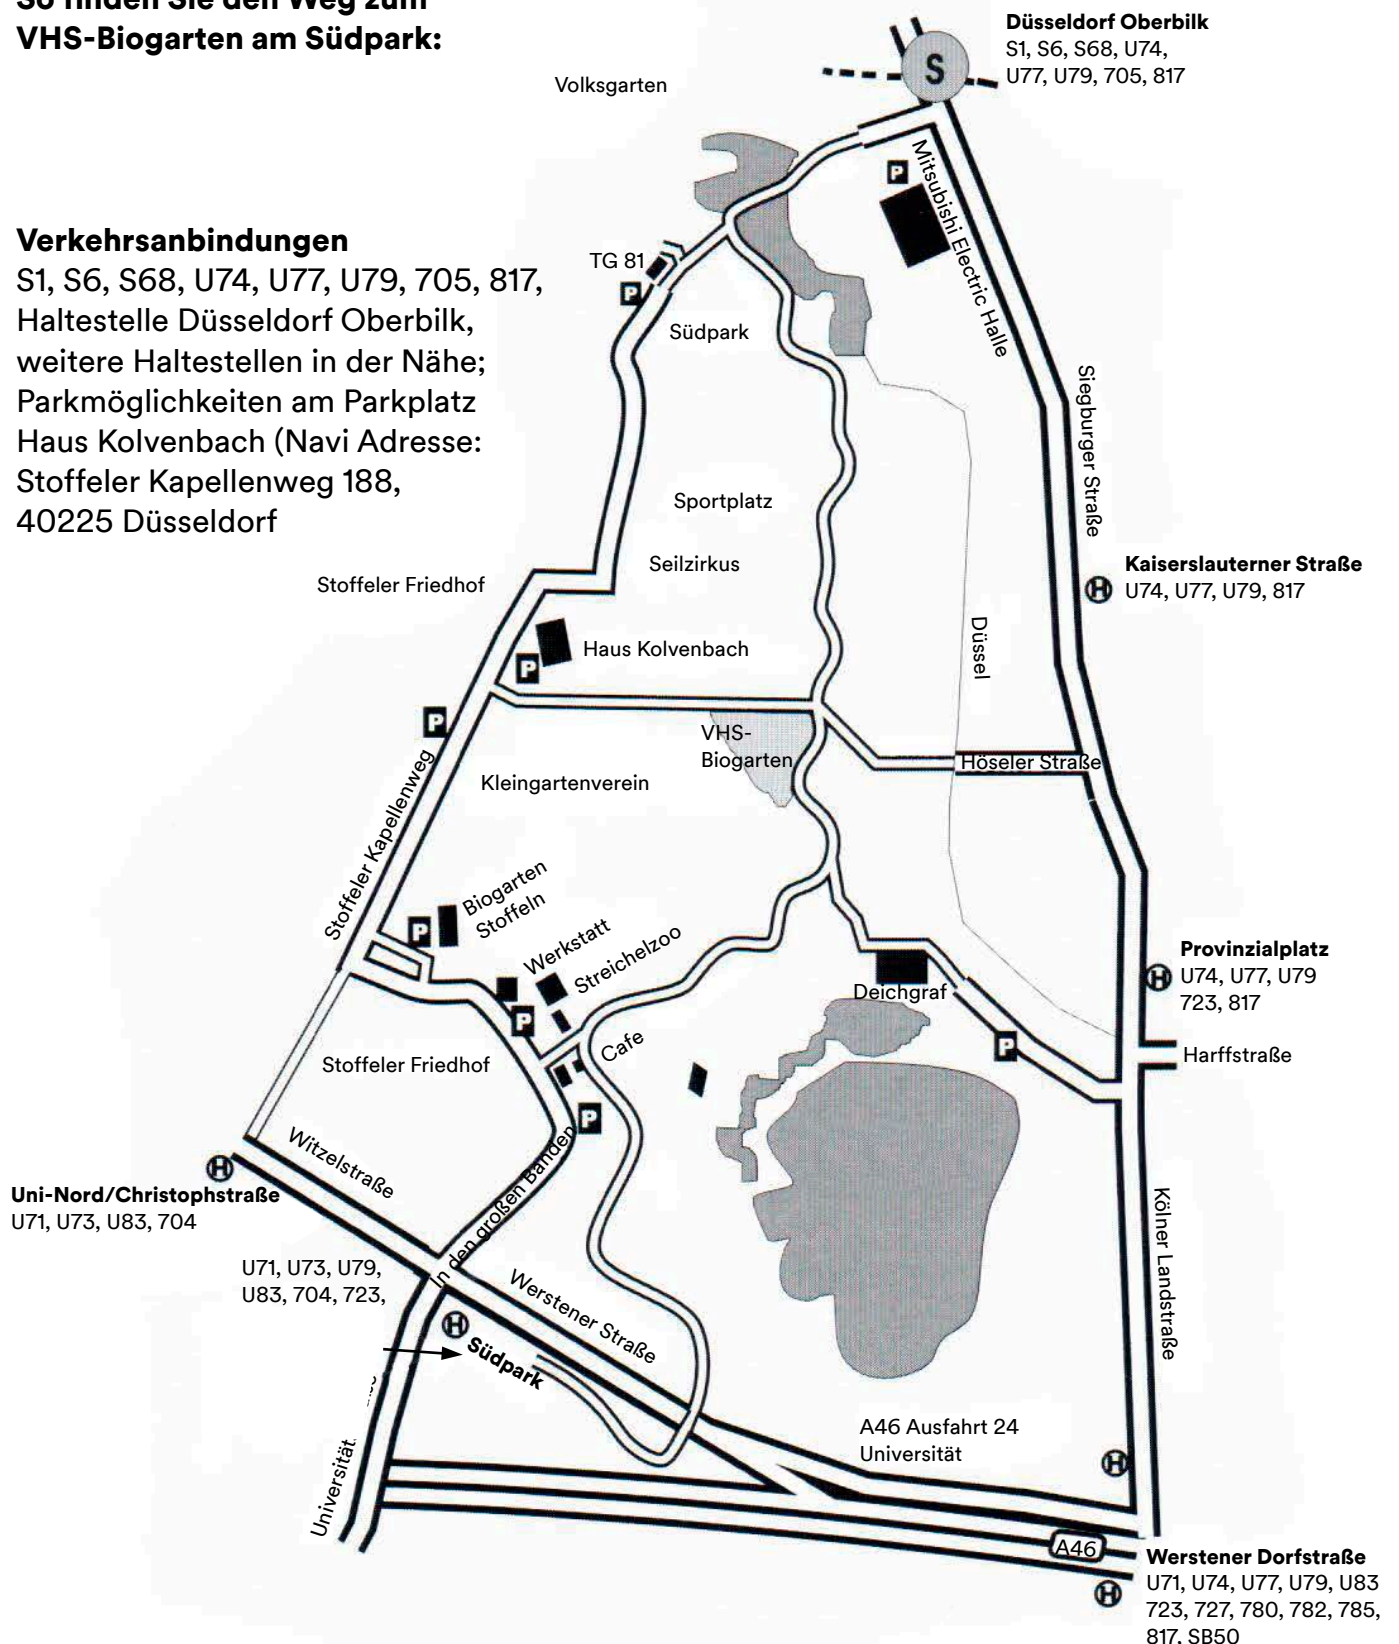 So finden Sie den Weg zum
VHS-Biogarten am Südpark:
Düsseldorf Oberbilk
S1, S6, S68, U74,
U77, U79, 705, 817
S
Volksgarten
P
Mitsubishi Electric Halle
Verkehrsanbindungen
S1, S6, S68, U74, U77, U79, 705, 817,
Haltestelle Düsseldorf Oberbilk,
weitere Haltestellen in der Nähe;
Parkmöglichkeiten am Parkplatz
Haus Kolvenbach (Navi Adresse:
Stoffeler Kapellenweg 188,
40225 Düsseldorf
TG 81
P
Südpark
Siegburger Straße
Sportplatz
Seilzirkus
Stoffeler Friedhof
Kaiserslauterner Straße
U74, U77, U79, 817
H
Düssel
Haus Kolvenbach
P
P
VHS-
Biogarten
Höseler Straße
Kleingartenverein
Stoffeler Kapellenweg
Biogarten
Stoffeln
P
Werkstatt
Streichelzoo
P
Provinzialplatz
U74, U77, U79
723, 817
H
Deichgraf
P
Harffstraße
Cafe
Stoffeler Friedhof
P
Witzelstraße
H
Uni-Nord/Christophstraße
U71, U73, U83, 704
In den großen Banden
Kölner Landstraße
U71, U73, U79,
U83, 704, 723,
H
Südpark
Werstener Straße
A46 Ausfahrt 24
Universität
H
Universität
A46
H
Werstener Dorfstraße
U71, U74, U77, U79, U83
723, 727, 780, 782, 785,
817, SB50